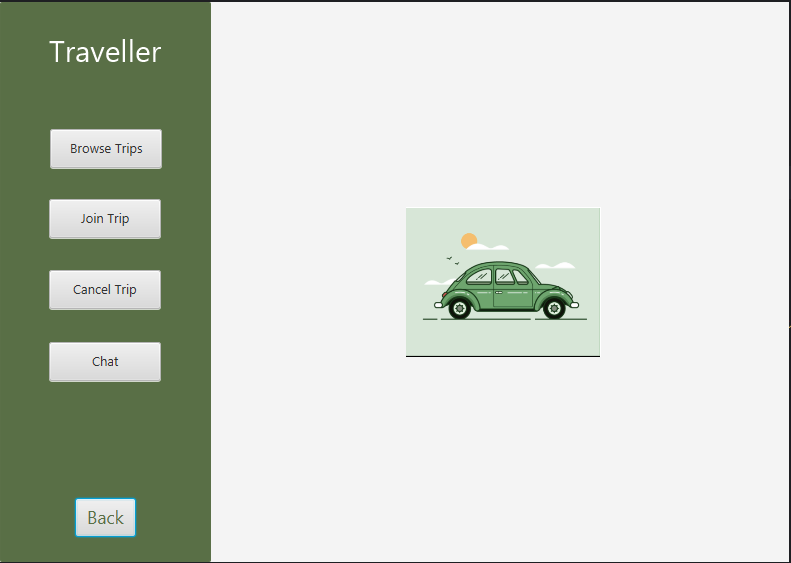 Traveller
Browse Trips
Join Trip
Cancel Trip
Chat
Back